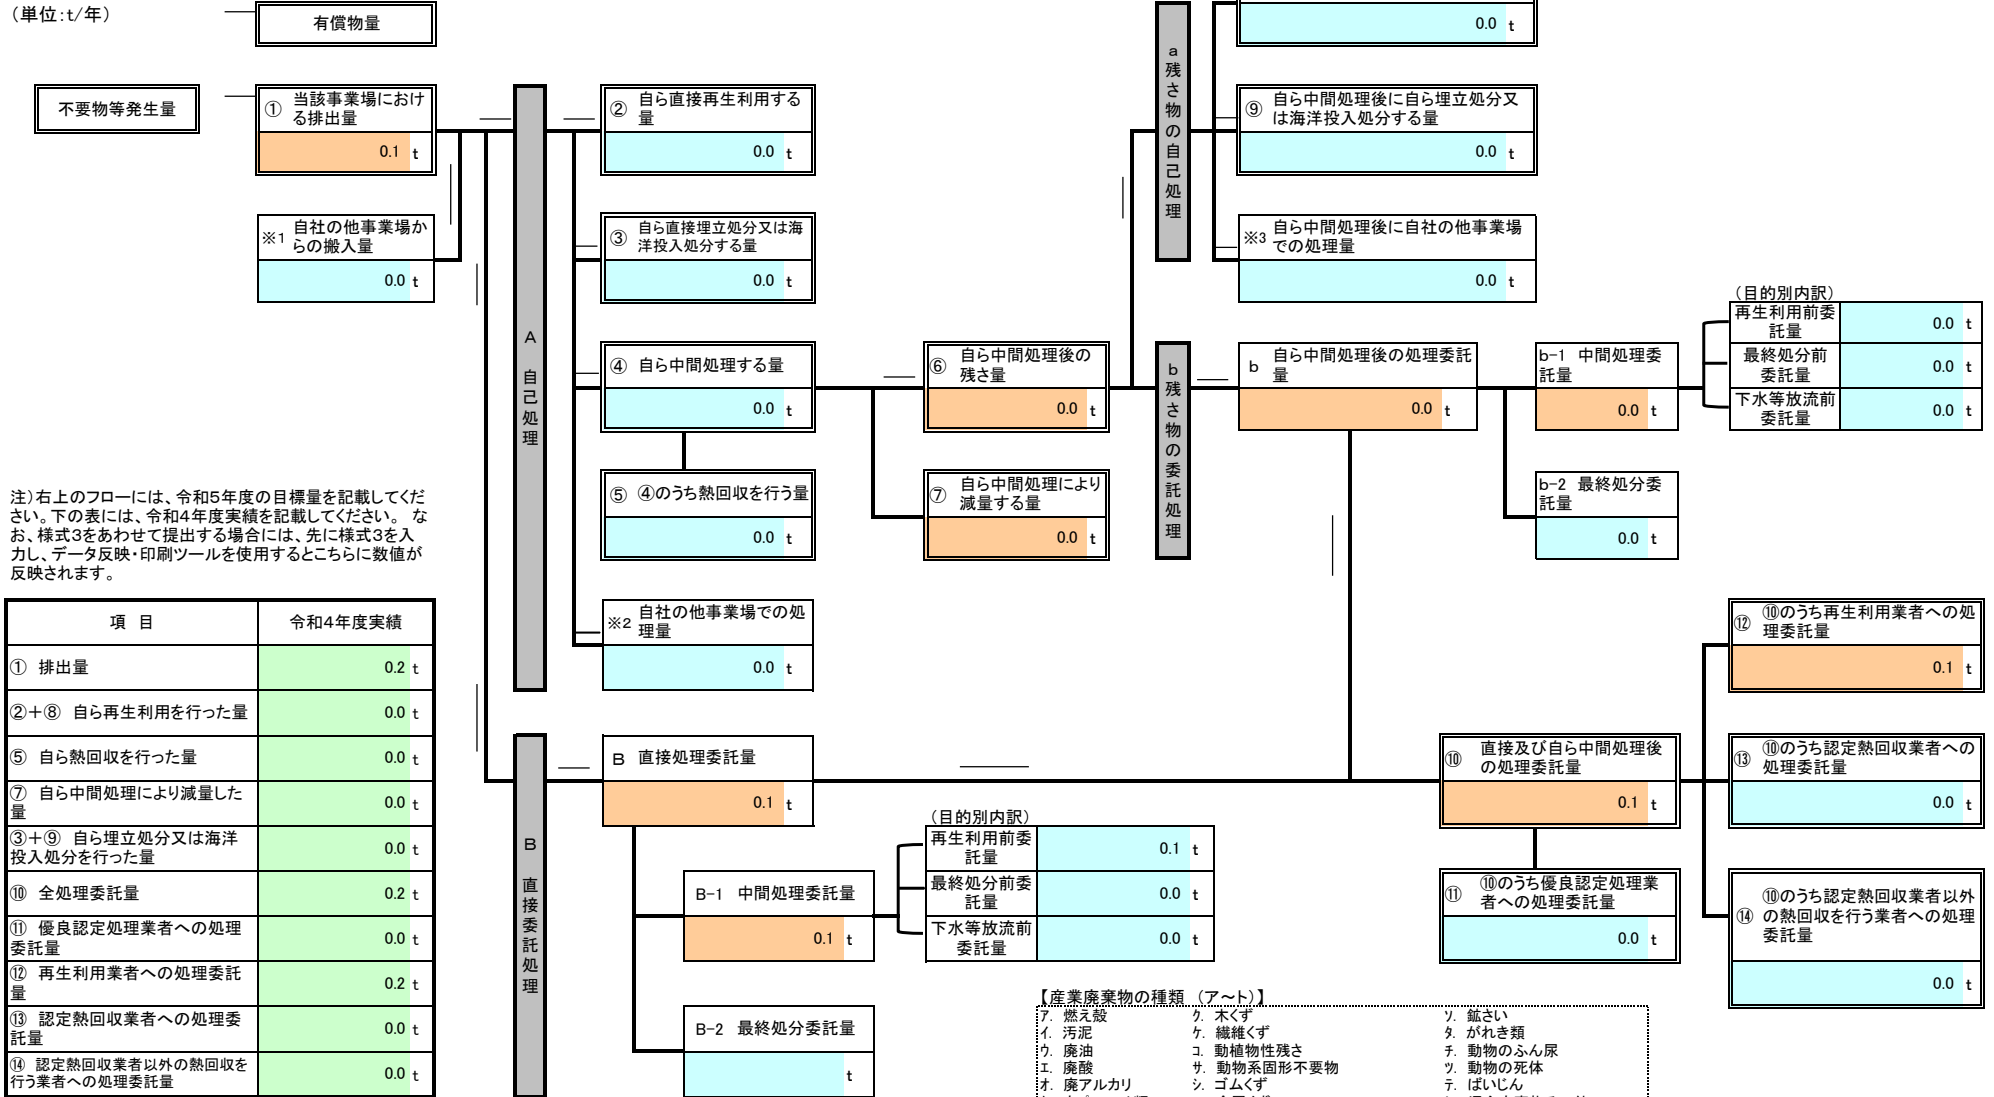 （単位：t/年）
有償物量
不要物等発生量
① 当該事業場におけ
る排出量
0.1 t
※1 自社の他事業場か
らの搬入量
0.0 t
A 自己処理
② 自ら直接再生利用する
量
0.0 t
③ 自ら直接埋立処分又は海
洋投入処分する量
0.0 t
④ 自ら中間処理する量
0.0 t
⑤ ④のうち熱回収を行う量
0.0 t
※2 自社の他事業場での処
理量
0.0 t
⑥ 自ら中間処理後の
残さ量
0.0 t
⑦ 自ら中間処理により
減量する量
0.0 t
a 残さ物の自己処理
0.0 t
⑨ 自ら中間処理後に自ら埋立処分又
は海洋投入処分する量
0.0 t
※3 自ら中間処理後に自社の他事業場
での処理量
0.0 t
b 残さ物の委託処理
b 自ら中間処理後の処理委託
量
0.0 t
b-1 中間処理委
託量
0.0 t
（目的別内訳）
再生利用前委
託量
0.0 t
最終処分前
委託量
0.0 t
下水等放流前
委託量
0.0 t
b-2 最終処分委
託量
0.0 t
注）右上のフローには、令和５年度の目標量を記載してくだ
さい。下の表には、令和４年度実績を記載してください。 な
お、様式３をあわせて提出する場合には、先に様式３を入
力し、データ反映・印刷ツールを使用するとこちらに数値が
反映されます。
項 目 令和４年度実績
① 排出量 0.2 t
②＋⑧ 自ら再生利用を行った量 0.0 t
⑤ 自ら熱回収を行った量 0.0 t
⑦ 自ら中間処理により減量した
量 0.0 t
③＋⑨ 自ら埋立処分又は海洋
投入処分を行った量 0.0 t
⑩ 全処理委託量 0.2 t
⑪ 優良認定処理業者への処理
委託量 0.0 t
⑫ 再生利用業者への処理委託
量 0.2 t
⑬ 認定熱回収業者への処理委
託量 0.0 t
⑭ 認定熱回収業者以外の熱回収を
行う業者への処理委託量 0.0 t
B 直接委託処理
B 直接処理委託量
0.1 t
B-1 中間処理委託量
0.1 t
（目的別内訳）
再生利用前委
託量
0.1 t
最終処分前委
託量
0.0 t
下水等放流前
委託量
0.0 t
B-2 最終処分委託量
t
⑩ 直接及び自ら中間処理後
の処理委託量
0.1 t
⑪ ⑩のうち優良認定処理業
者への処理委託量
0.0 t
⑫ ⑩のうち再生利用業者への処
理委託量
0.1 t
⑬ ⑩のうち認定熱回収業者への
処理委託量
0.0 t
⑭ ⑩のうち認定熱回収業者以外
の熱回収を行う業者への処理
委託量
0.0 t
【産業廃棄物の種類 （ア～ト）】
ア. 燃え殻 ク. 木くず ソ. 鉱さい
イ. 汚泥 ケ. 繊維くず タ. がれき類
ウ. 廃油 コ. 動植物性残さ チ. 動物のふん尿
エ. 廃酸 サ. 動物系固形不要物 ツ. 動物の死体
オ. 廃アルカリ シ. ゴムくず テ. ばいじん